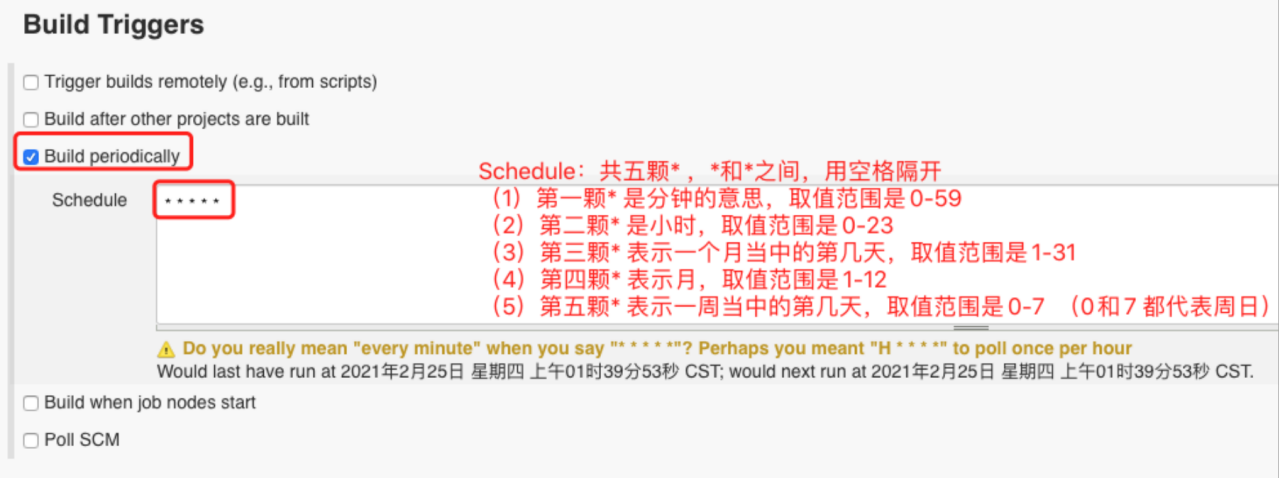 Build Triggers
Trigger builds remotely (e.g., from scripts)
Build after other projects are built
Build periodically
Schedule：共五颗* ，*和*之间，用空格隔开
Schedule
* * * * *
（1）第一颗* 是分钟的意思，取值范围是0-59
（2）第二颗* 是小时，取值范围是0-23
（3）第三颗* 表示一个月当中的第几天，取值范围是1-31
（4）第四颗* 表示月，取值范围是1-12
（5）第五颗* 表示一周当中的第几天，取值范围是0-7 （0和7 都代表周日）
Do you really mean "every minute" when you say "* * * * *"? Perhaps you meant "H * * * *" to poll once per hour
Would last have run at 2021年2月25日 星期四 上午01时39分53秒 CST; would next run at 2021年2月25日 星期四 上午01时39分53秒 CST.
Build when job nodes start
Poll SCM